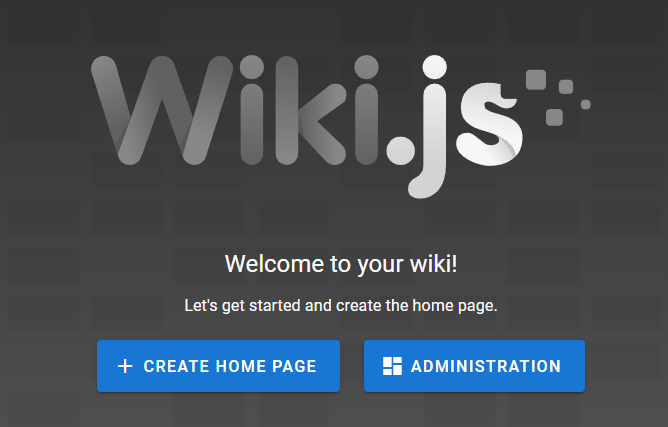 Wiki.js
Welcome to your wiki!
Let's get started and create the home page.
CREATE HOME PAGE
ADMINISTRATION